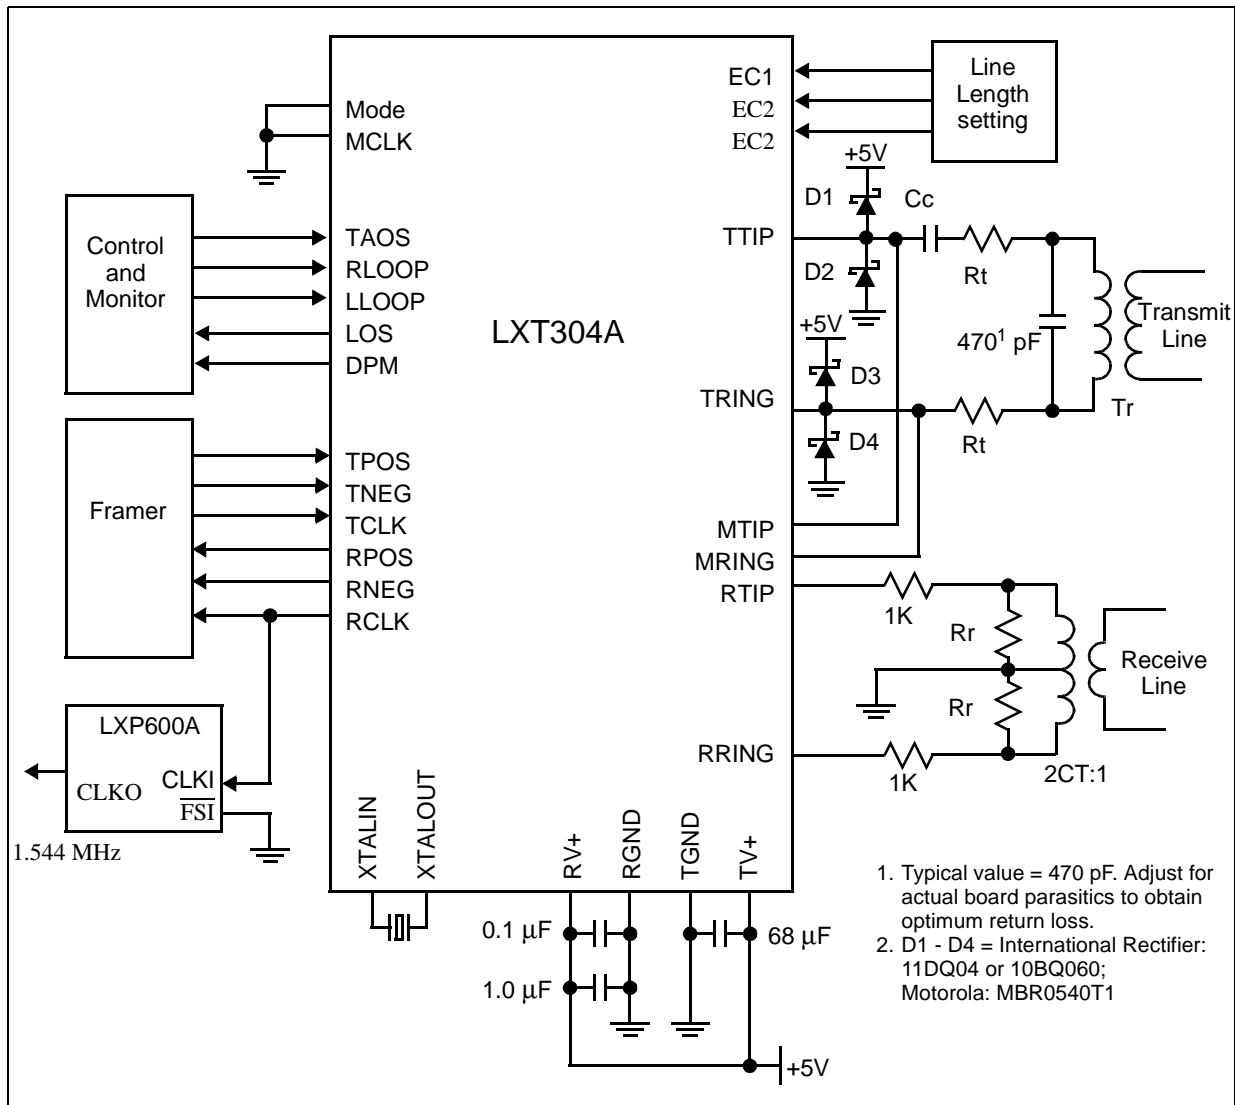 Mode
MCLK
Control
and
Monitor
TAOS
RLOOP
LLOOP
LOS
DPM
Framer
TPOS
TNEG
TCLK
RPOS
RNEG
RCLK
LXP600A
CLKI
CLKO
FSI
1.544 MHz
LXT304A
EC1
EC2
EC2
Line
Length
setting
TTIP
TRING
MTIP
MRING
RTIP
RRING
+5V
D1
D2
Cc
Rt
+5V
D3
D4
470¹ pF
Rt
Tr
Transmit
Line
1K
Rr
Rr
1K
2CT:1
Receive
Line
XTALIN
XTALOUT
RV+
RGND
TGND
TV+
0.1 µF
68 µF
1.0 µF
+5V
1. Typical value = 470 pF. Adjust for
actual board parasitics to obtain
optimum return loss.
2. D1 - D4 = International Rectifier:
11DQ04 or 10BQ060;
Motorola: MBR0540T1